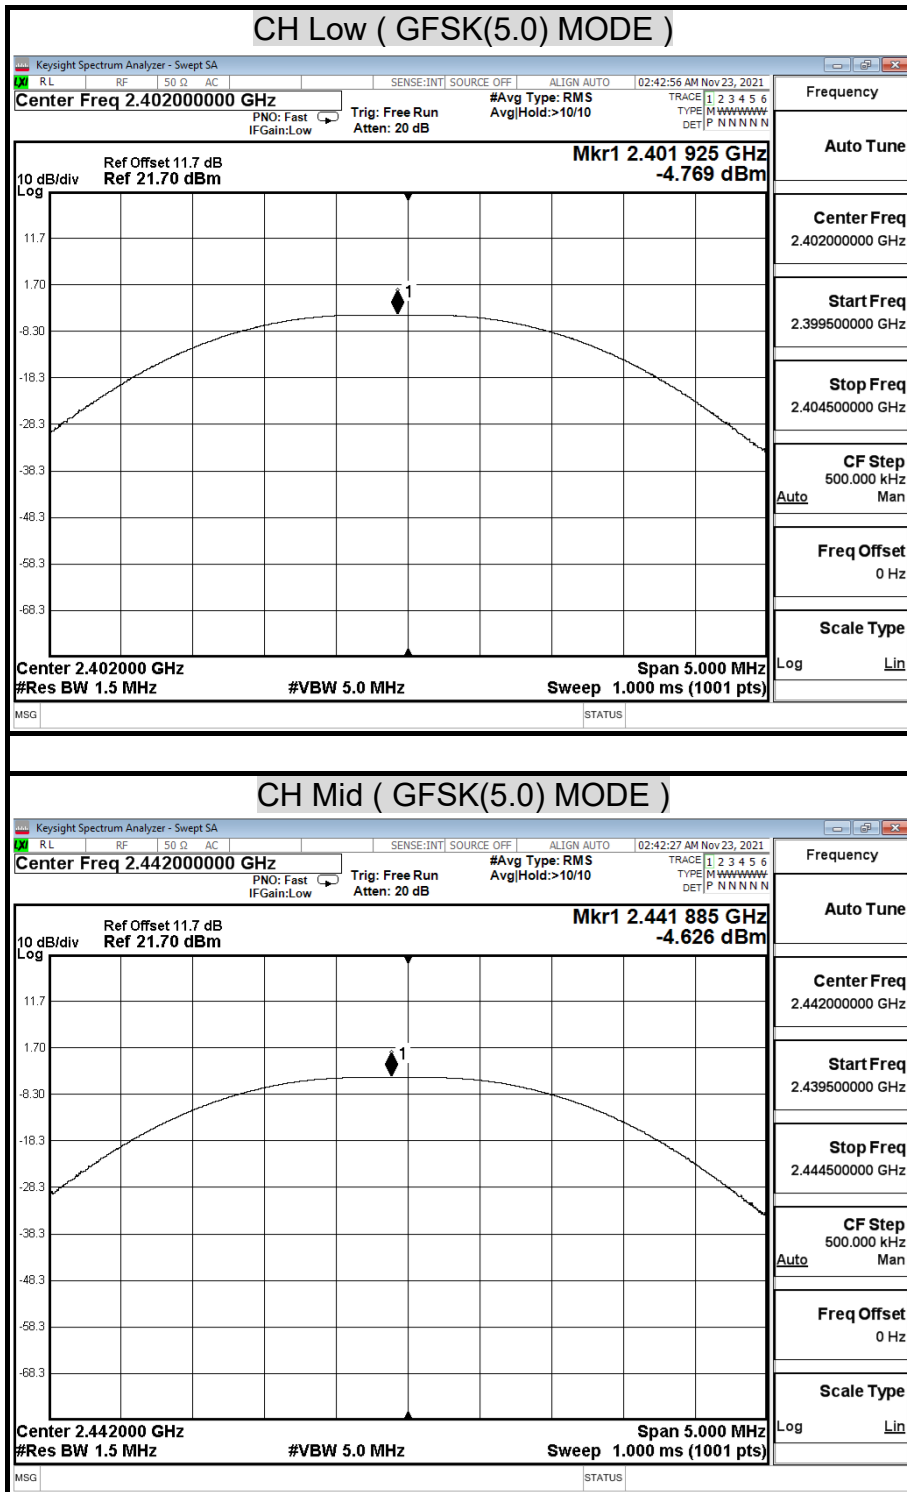 CH Low ( GFSK(5.0) MODE )
Keysight Spectrum Analyzer - Swept SA
LXI RL RF 50 Ω AC SENSE:INT SOURCE OFF ALIGN AUTO 02:42:56 AM Nov 23, 2021
Center Freq 2.402000000 GHz
#Avg Type: RMS
TRACE 1 2 3 4 5 6
PNO: Fast Trig: Free Run Avg|Hold:>10/10 TYPE M WWWWW
IFGain:Low Atten: 20 dB DET P N N N N N
Frequency
Auto Tune
Mkr1 2.401 925 GHz
-4.769 dBm
Ref Offset 11.7 dB
10 dB/div Ref 21.70 dBm
Log
1
11.7
1.70
-8.30
-18.3
-28.3
-38.3
-48.3
-58.3
-68.3
Center 2.402000 GHz Span 5.000 MHz
#Res BW 1.5 MHz #VBW 5.0 MHz Sweep 1.000 ms (1001 pts)
Center Freq
2.402000000 GHz
Start Freq
2.399500000 GHz
Stop Freq
2.404500000 GHz
CF Step
500.000 kHz
Auto Man
Freq Offset
0 Hz
Scale Type
Log Lin
MSG STATUS
CH Mid ( GFSK(5.0) MODE )
Keysight Spectrum Analyzer - Swept SA
LXI RL RF 50 Ω AC SENSE:INT SOURCE OFF ALIGN AUTO 02:42:27 AM Nov 23, 2021
Center Freq 2.442000000 GHz
#Avg Type: RMS
TRACE 1 2 3 4 5 6
PNO: Fast Trig: Free Run Avg|Hold:>10/10 TYPE M WWWWW
IFGain:Low Atten: 20 dB DET P N N N N N
Frequency
Auto Tune
Mkr1 2.441 885 GHz
-4.626 dBm
Ref Offset 11.7 dB
10 dB/div Ref 21.70 dBm
Log
1
11.7
1.70
-8.30
-18.3
-28.3
-38.3
-48.3
-58.3
-68.3
Center 2.442000 GHz Span 5.000 MHz
#Res BW 1.5 MHz #VBW 5.0 MHz Sweep 1.000 ms (1001 pts)
Center Freq
2.442000000 GHz
Start Freq
2.439500000 GHz
Stop Freq
2.444500000 GHz
CF Step
500.000 kHz
Auto Man
Freq Offset
0 Hz
Scale Type
Log Lin
MSG STATUS